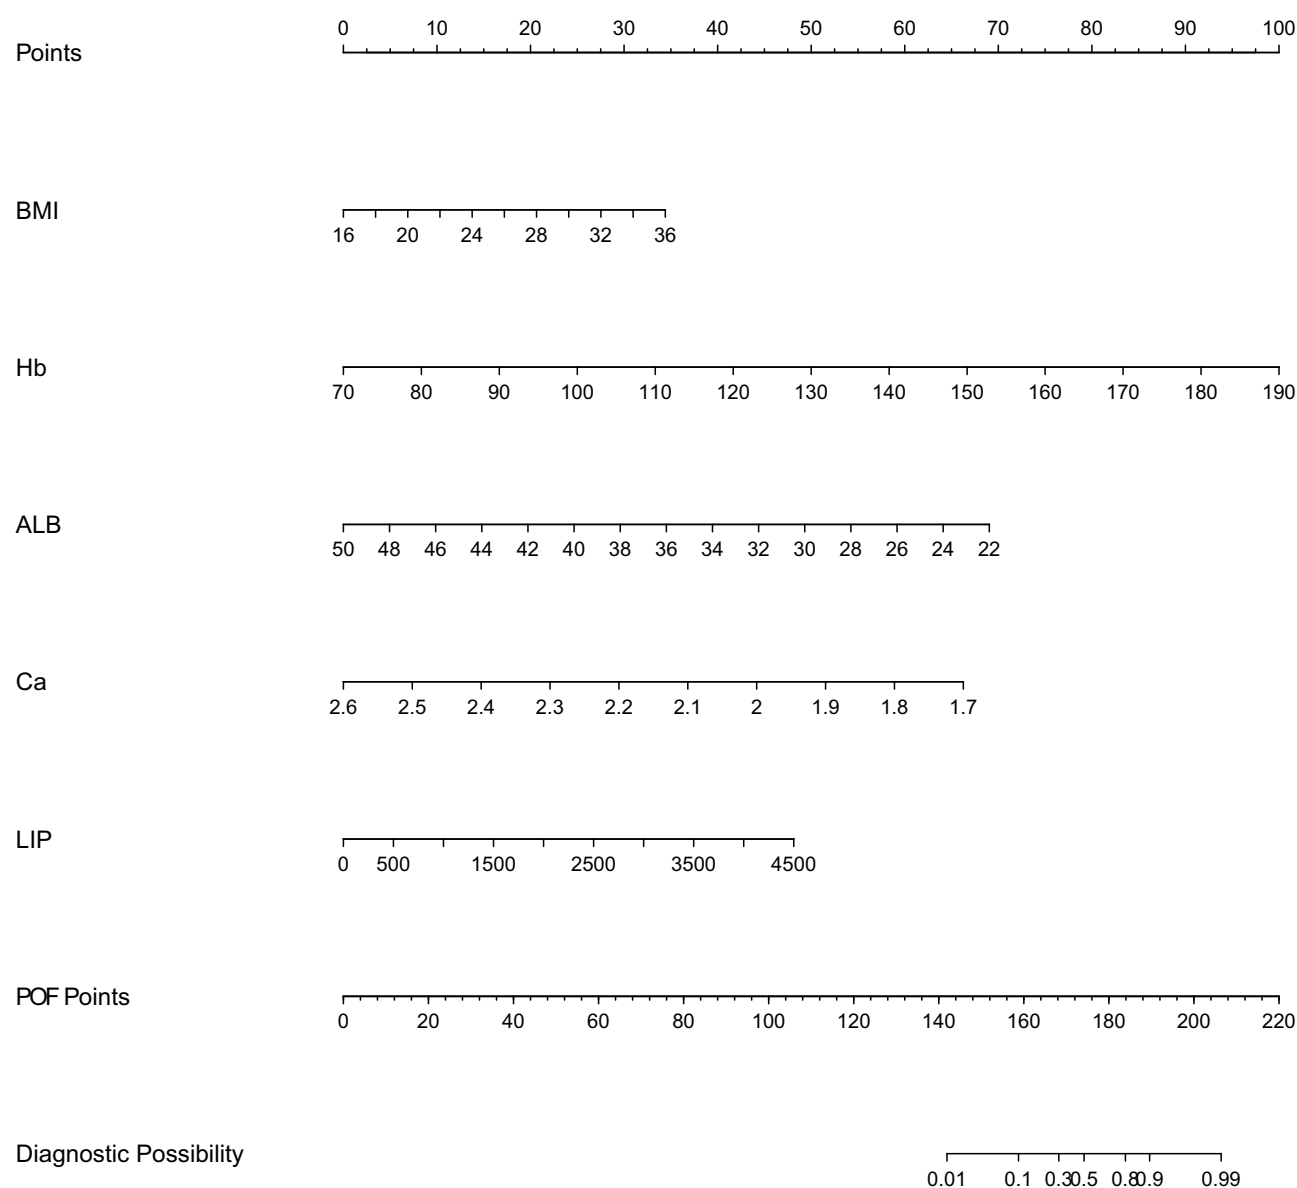 0 10 20 30 40 50 60 70 80 90 100
Points
BMI
16 20 24 28 32 36
Hb
70 80 90 100 110 120 130 140 150 160 170 180 190
ALB
50 48 46 44 42 40 38 36 34 32 30 28 26 24 22
Ca
2.6 2.5 2.4 2.3 2.2 2.1 2 1.9 1.8 1.7
LIP
0 500 1500 2500 3500 4500
POF Points
0 20 40 60 80 100 120 140 160 180 200 220
Diagnostic Possibility
0.01 0.1 0.3 0.5 0.8 0.9 0.99